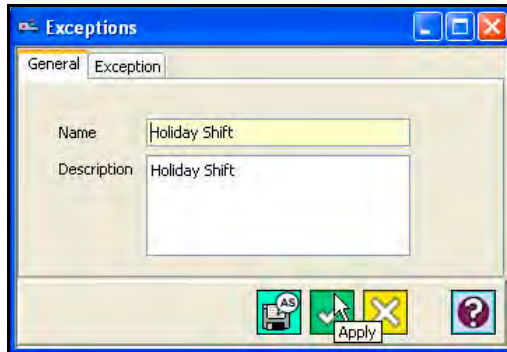 Exceptions
General Exception
Name Holiday Shift
Description Holiday Shift
AS
?
Apply